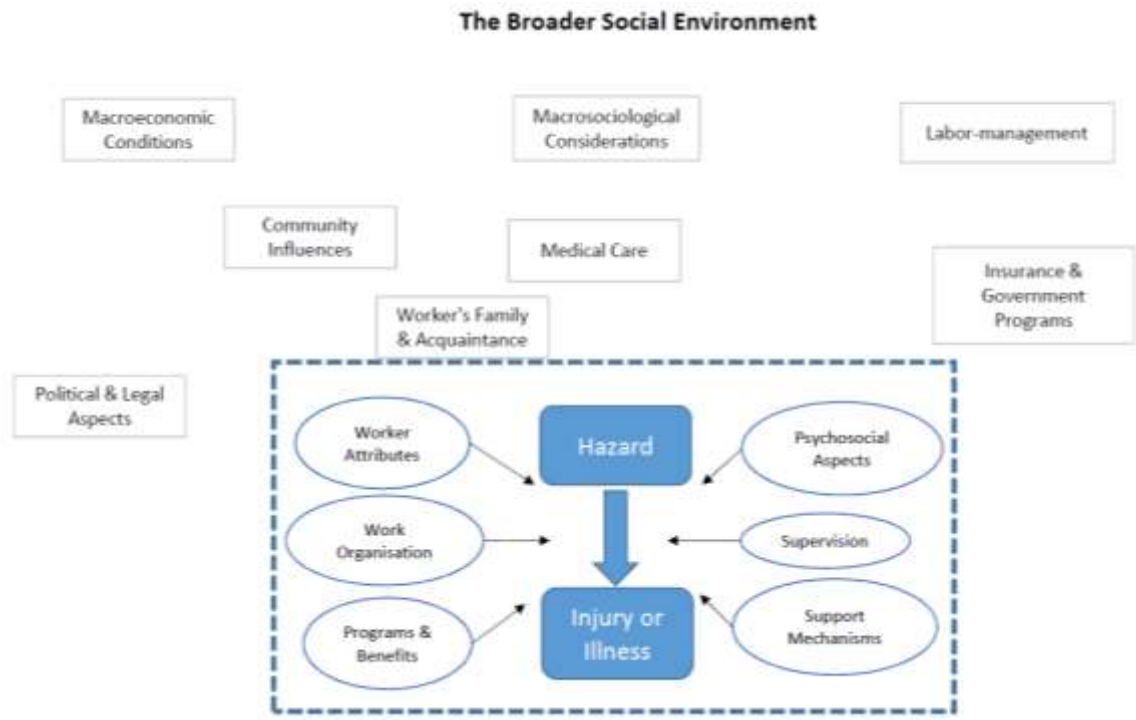 The Broader Social Environment
Macroeconomic
Conditions
Macrosociological
Considerations
Labor-management
Community
Influences
Medical Care
Insurance &
Government
Programs
Worker's Family
& Acquaintance
Political & Legal
Aspects
Worker
Attributes
Hazard
Psychosocial
Aspects
Work
Organisation
Supervision
Programs &
Benefits
Injury or
Illness
Support
Mechanisms